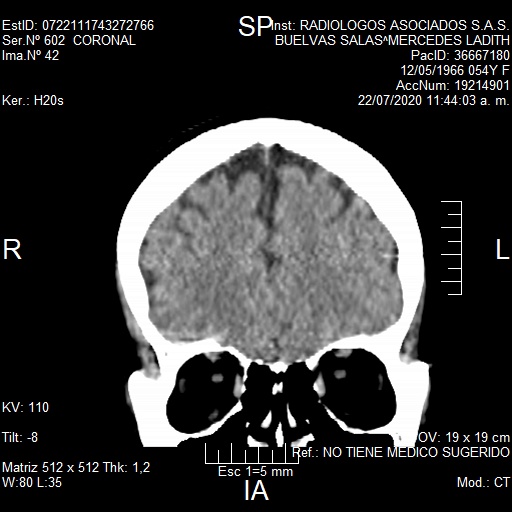 EstID: 0722111743272766
Ser.Nº 602 CORONAL
Ima.Nº 42
Ker.: H20s
SP
Inst: RADIOLOGOS ASOCIADOS S.A.S.
BUELVAS SALAS^MERCEDES LADITH
PacID: 36667180
12/05/1966 054Y F
AccNum: 19214901
22/07/2020 11:44:03 a. m.
R
L
KV: 110
Tilt: -8
Matriz 512 x 512 Thk: 1,2
W:80 L:35
Esc 1=5 mm
IA
OV: 19 x 19 cm
Ref.: NO TIENE MEDICO SUGERIDO
Mod.: CT